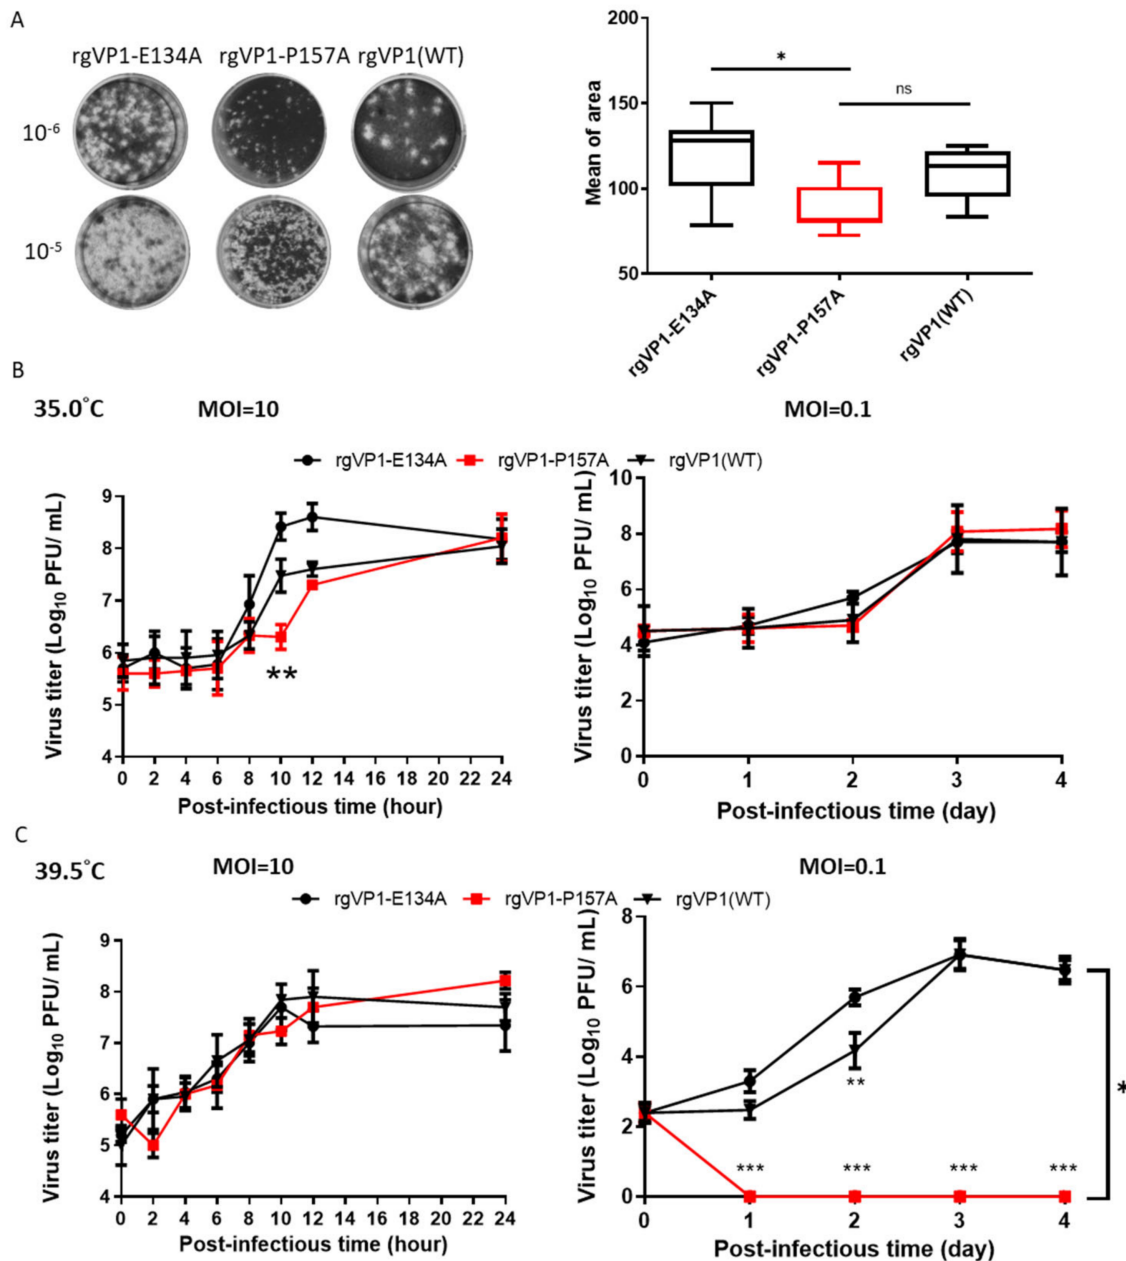 A
rgVP1-E134A rgVP1-P157A rgVP1(WT)
10-6
10-5
200
150
100
50
Mean of area
*
ns
rgVP1-E134A
rgVP1-P157A
rgVP1(WT)
B
35.0°C MOI=10 MOI=0.1
rgVP1-E134A rgVP1-P157A rgVP1(WT)
Virus titer (Log10 PFU/ mL)
9
8
7
6
5
4
**
0 2 4 6 8 10 12 14 16 18 20 22 24
Post-infectious time (hour)
Virus titer (Log10 PFU/ mL)
10
8
6
4
2
0
0 1 2 3 4
Post-infectious time (day)
C
39.5°C MOI=10 MOI=0.1
rgVP1-E134A rgVP1-P157A rgVP1(WT)
Virus titer (Log10 PFU/ mL)
9
8
7
6
5
4
0 2 4 6 8 10 12 14 16 18 20 22 24
Post-infectious time (hour)
Virus titer (Log10 PFU/ mL)
8
6
4
2
0
**
*** *** *** ***
*
0 1 2 3 4
Post-infectious time (day)